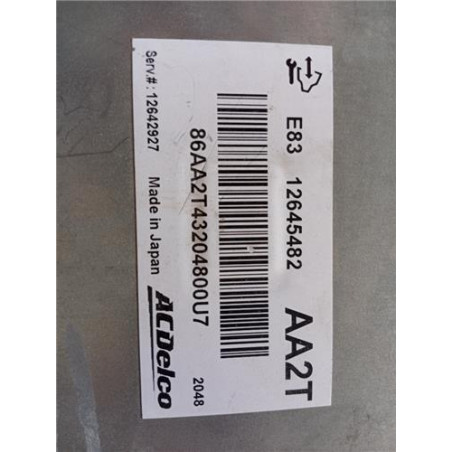 E83 12645482 AA2T
86AA2T43204800U7
2048
Serv.#: 12642927 Made in Japan ACDelco